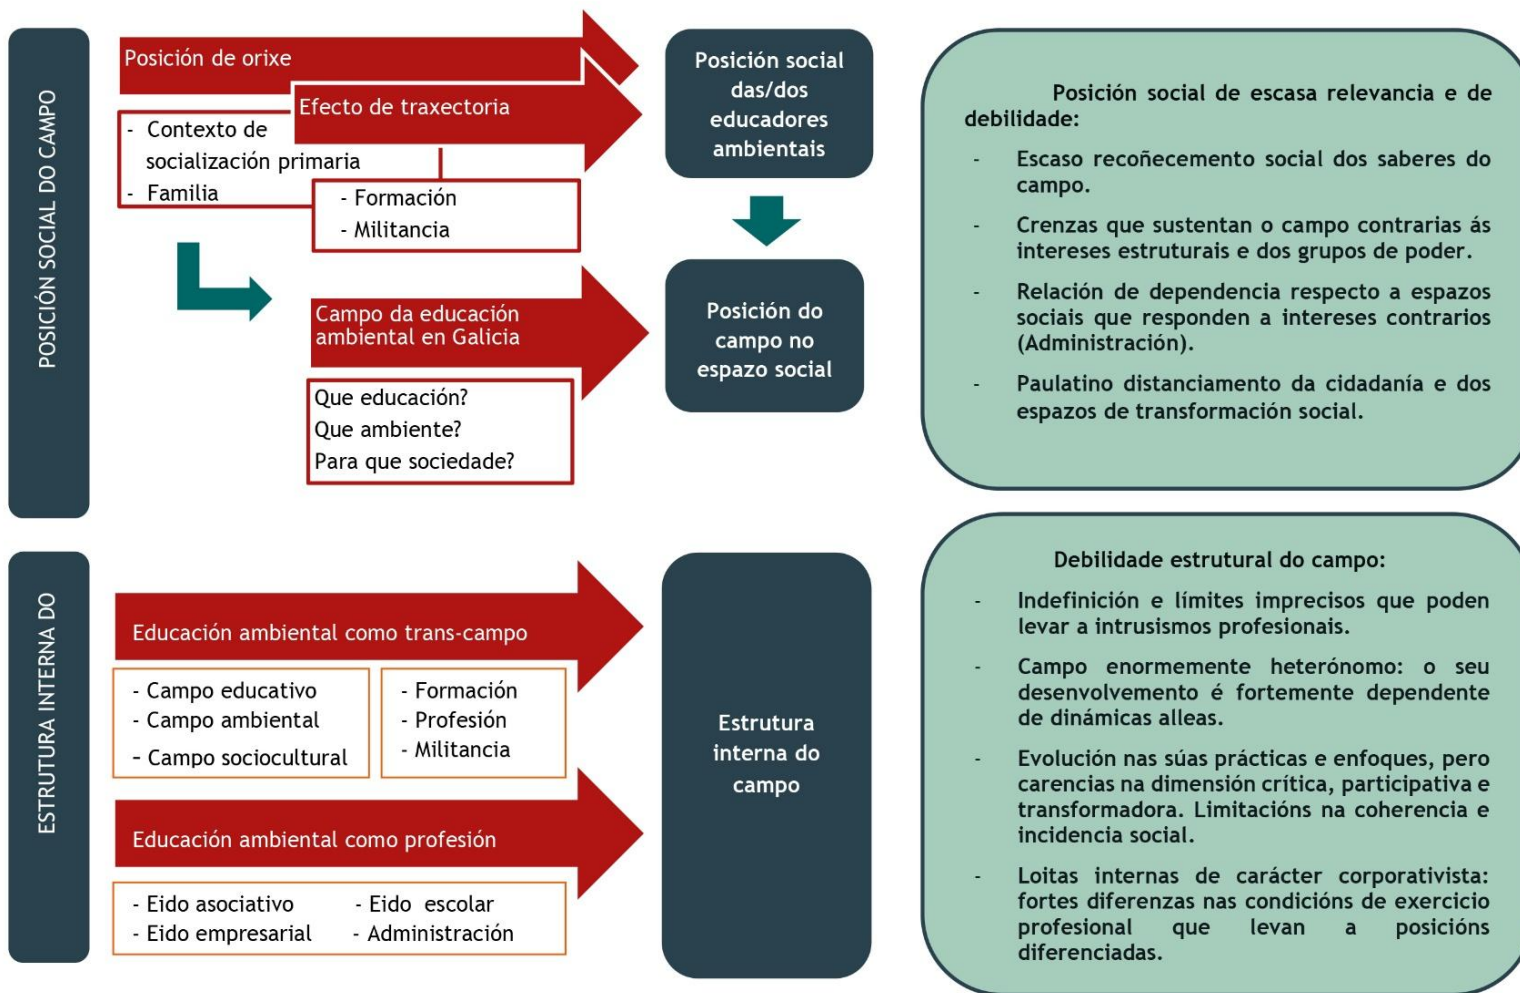 POSICIÓN SOCIAL DO CAMPO
Posición de orixe
Efecto de traxectoria
- Contexto de
socialización primaria
- Familia
- Formación
- Militancia
Campo da educación
ambiental en Galicia
Que educación?
Que ambiente?
Para que sociedade?
Posición social
das/dos
educadores
ambientais
Posición do
campo no
espazo social
Posición social de escasa relevancia e de
debilidade:
- Escaso recoñecemento social dos saberes do
campo.
- Crenzas que sustentan o campo contrarias ás
intereses estruturais e dos grupos de poder.
- Relación de dependencia respecto a espazos
sociais que responden a intereses contrarios
(Administración).
- Paulatino distanciamento da cidadanía e dos
espazos de transformación social.
ESTRUTURA INTERNA DO
Educación ambiental como trans-campo
- Campo educativo
- Campo ambiental
- Campo sociocultural
- Formación
- Profesión
- Militancia
Educación ambiental como profesión
- Eido asociativo - Eido escolar
- Eido empresarial - Administración
Estrutura
interna do
campo
Debilidade estrutural do campo:
- Indefinición e límites imprecisos que poden
levar a intrusismos profesionais.
- Campo enormemente heterónomo: o seu
desenvolvemento é fortemente dependente
de dinámicas alleas.
- Evolución nas súas prácticas e enfoques, pero
carencias na dimensión crítica, participativa e
transformadora. Limitacións na coherencia e
incidencia social.
- Loitas internas de carácter corporativista:
fortes diferenzas nas condicións de exercicio
profesional que levan a posicións
diferenciadas.